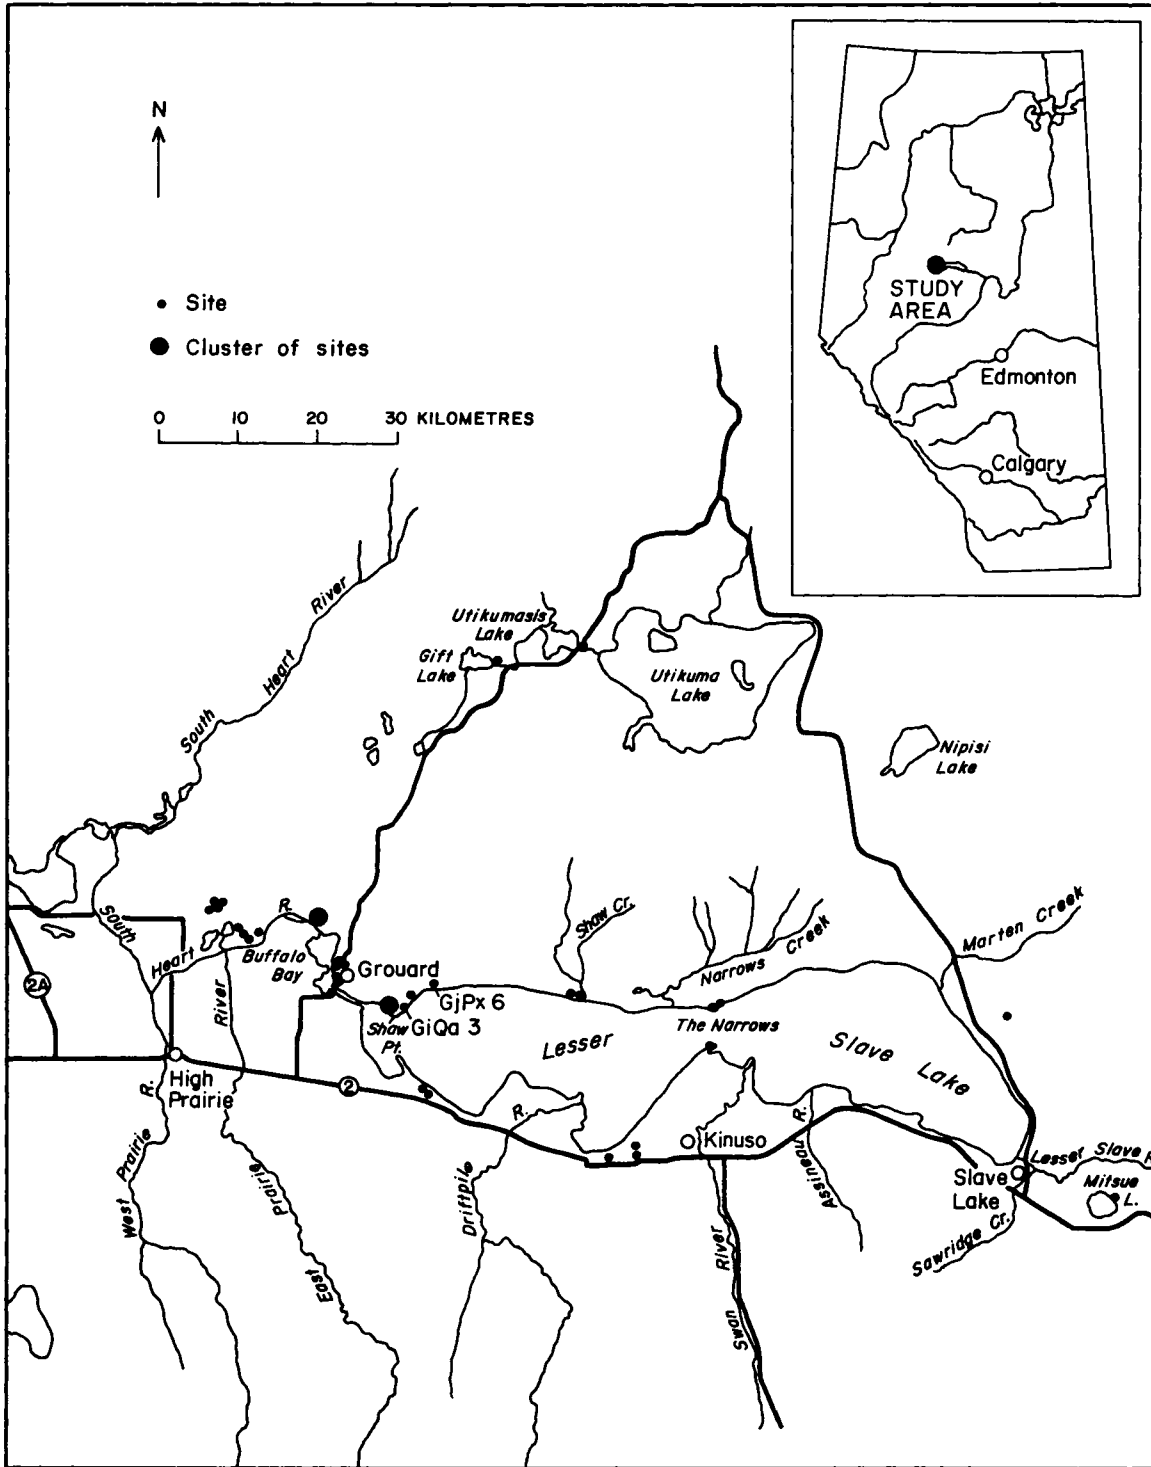 N
Site
Cluster of sites
0 10 20 30 KILOMETRES
STUDY
AREA
Edmonton
Calgary
South Heart River
Utikumasis
Lake
Gift
Lake
Utikuma
Lake
Nipisi
Lake
South
Heart
R.
Buffalo
Bay
Grouard
Shaw Cr.
Narrows Creek
Marten Creek
2A
River
GjPx 6
GiQa 3
Shaw
Pt.
The Narrows
Lesser Slave Lake
High
Prairie
2
R.
West Prairie
East Prairie
Driftpile
R.
Kinuso
Assineau
R.
Swan River
Slave
Lake
Lesser Slave R
Mitsue
L.
Sawridge Cr.